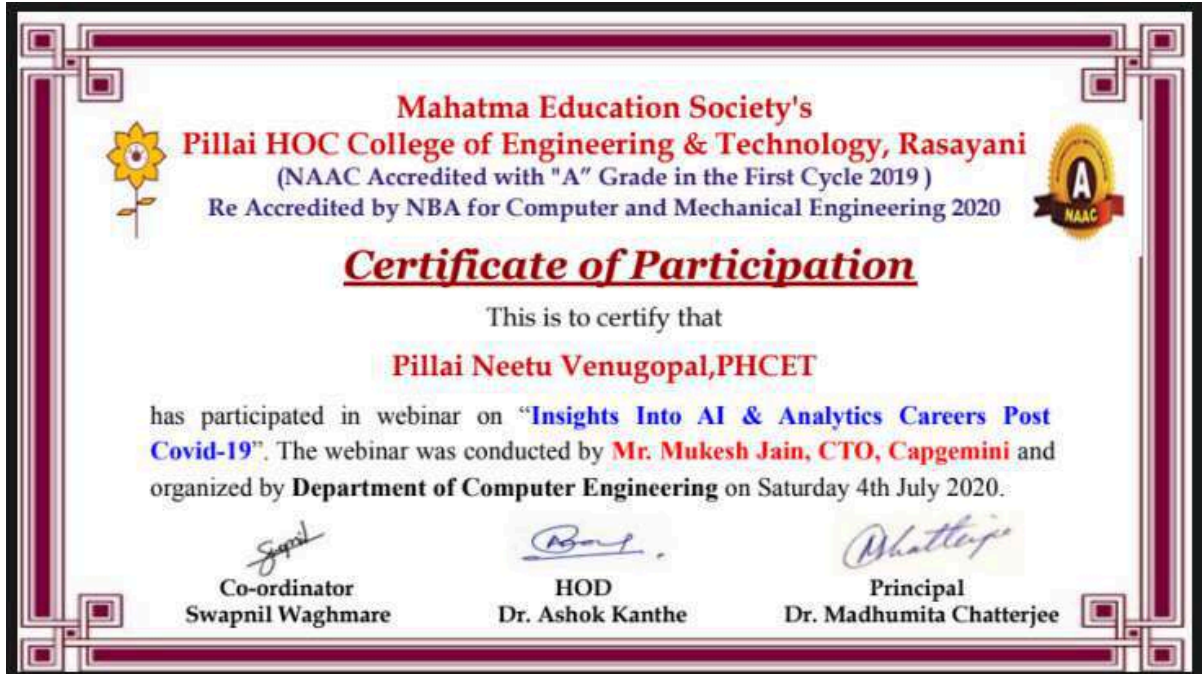 Mahatma Education Society's
Pillai HOC College of Engineering & Technology, Rasayani
(NAAC Accredited with "A” Grade in the First Cycle 2019 )
Re Accredited by NBA for Computer and Mechanical Engineering 2020
A
NAAC
Certificate of Participation
This is to certify that
Pillai Neetu Venugopal,PHCET
has participated in webinar on “Insights Into AI & Analytics Careers Post
Covid-19”. The webinar was conducted by Mr. Mukesh Jain, CTO, Capgemini and
organized by Department of Computer Engineering on Saturday 4th July 2020.
Swapnil
Co-ordinator HOD Principal
Swapnil Waghmare Dr. Ashok Kanthe Dr. Madhumita Chatterjee